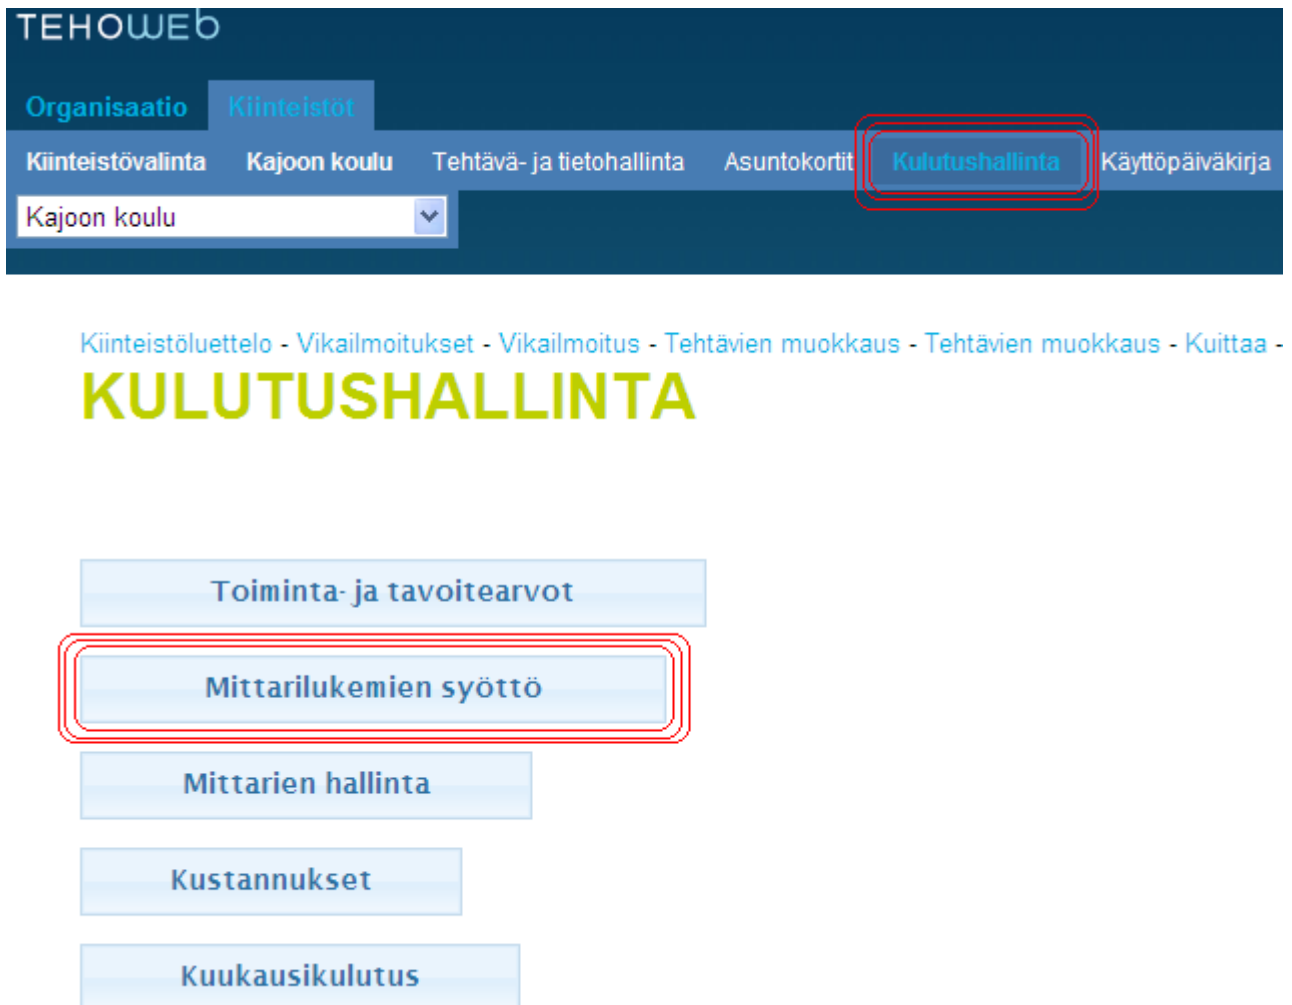 TEHOWEB
Organisaatio Kiinteistöt
Kiinteistövalinta Kajoon koulu Tehtävä- ja tietohallinta Asuntokortit Kulutushallinta Käyttöpäiväkirja
Kajoon koulu
Kiinteistöluettelo - Vikailmoitukset - Vikailmoitus - Tehtävien muokkaus - Tehtävien muokkaus - Kuittaa -
KULUTUSHALLINTA
Toiminta- ja tavoitearvot
Mittarilukemien syöttö
Mittarien hallinta
Kustannukset
Kuukausikulutus